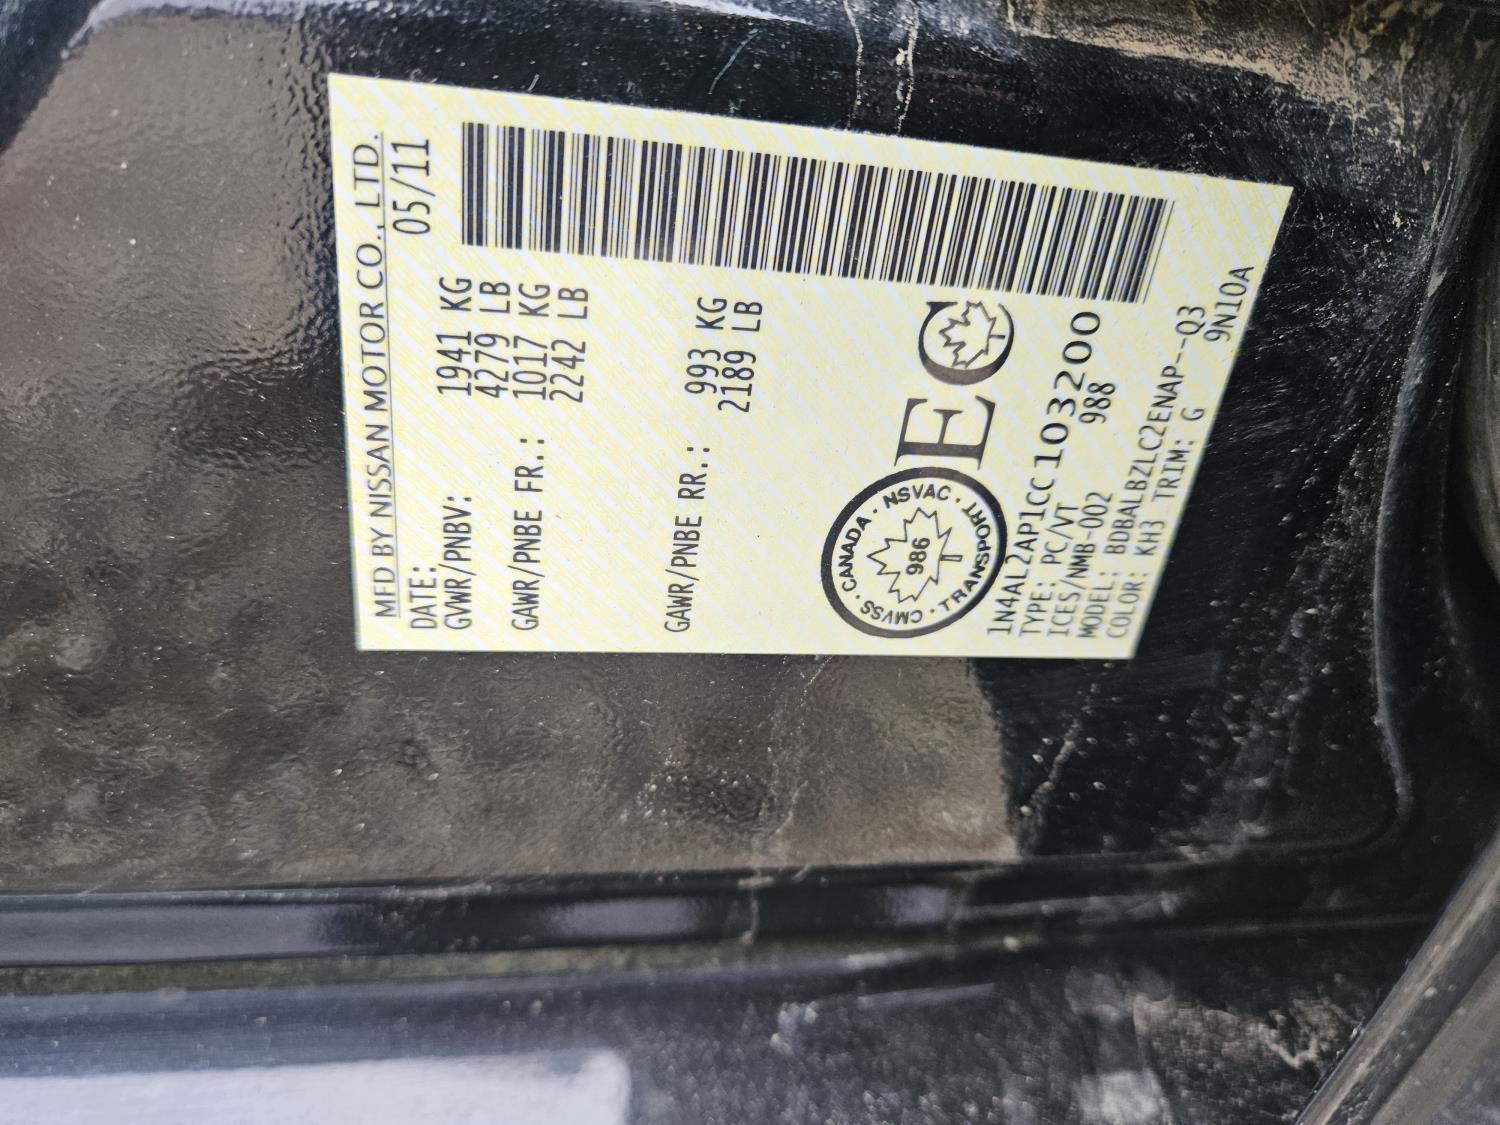 MFD BY NISSAN MOTOR CO., LTD.
DATE: 05/11
GVWR/PNBV: 1941 KG
4279 LB
GAWR/PNBE FR.: 1017 KG
2242 LB
GAWR/PNBE RR.: 993 KG
2189 LB
CANADA · NSVAC · TRANSPORT · CMVSS ·
986
EC
1N4AL2AP1CC103200
TYPE: PC/VT
ICES/NMB-002 988
MODEL: BDBALBZLC2ENAP--Q3
COLOR: KH3 TRIM: G 9N10A